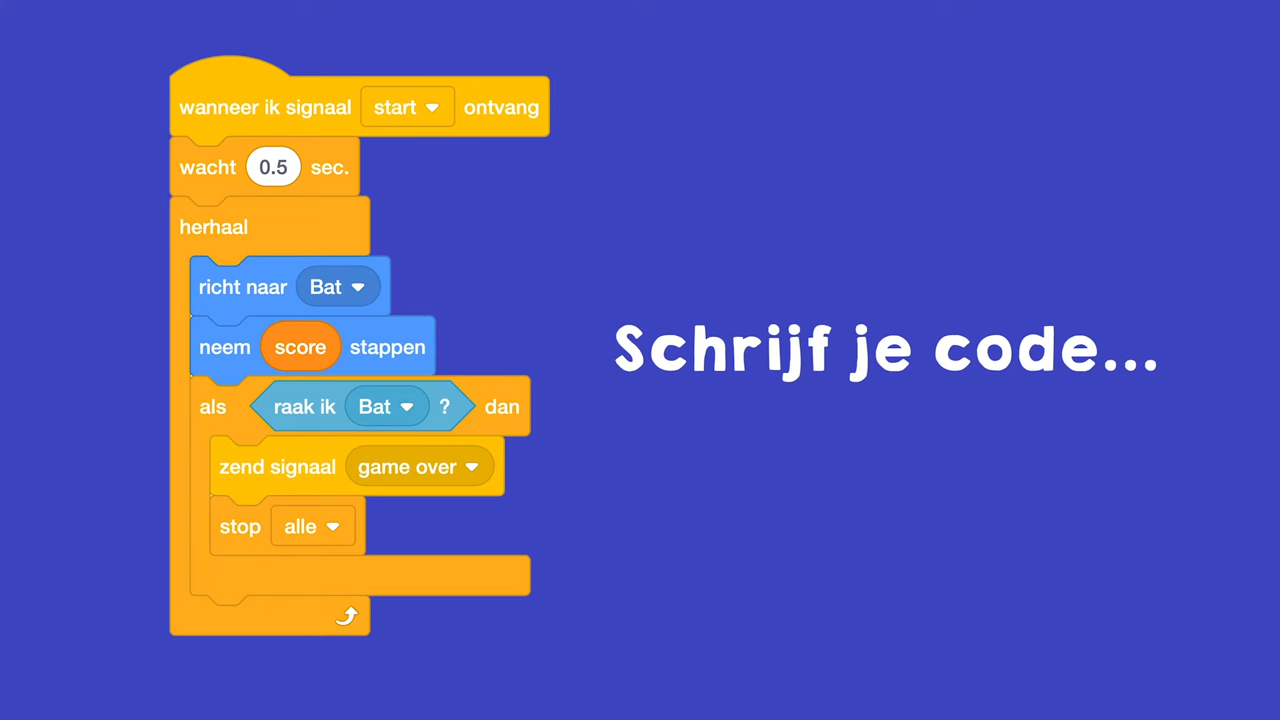 wanneer ik signaal start ontvang
wacht 0.5 sec.
herhaal
richt naar Bat
neem score stappen
als raak ik Bat ? dan
zend signaal game over
stop alle
Schrijf je code...